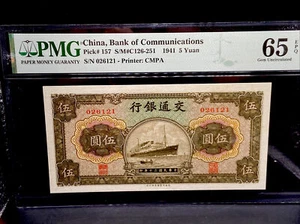 PMG
PAPER MONEY GUARANTY
China, Bank of Communications
Pick# 157 S/M#C126-251 1941 5 Yuan
S/N 026121 - Printer: CMPA
65 EPQ
Gem Uncirculated
伍 行銀通交 伍
026121 026121
圓伍 圓伍
伍 伍